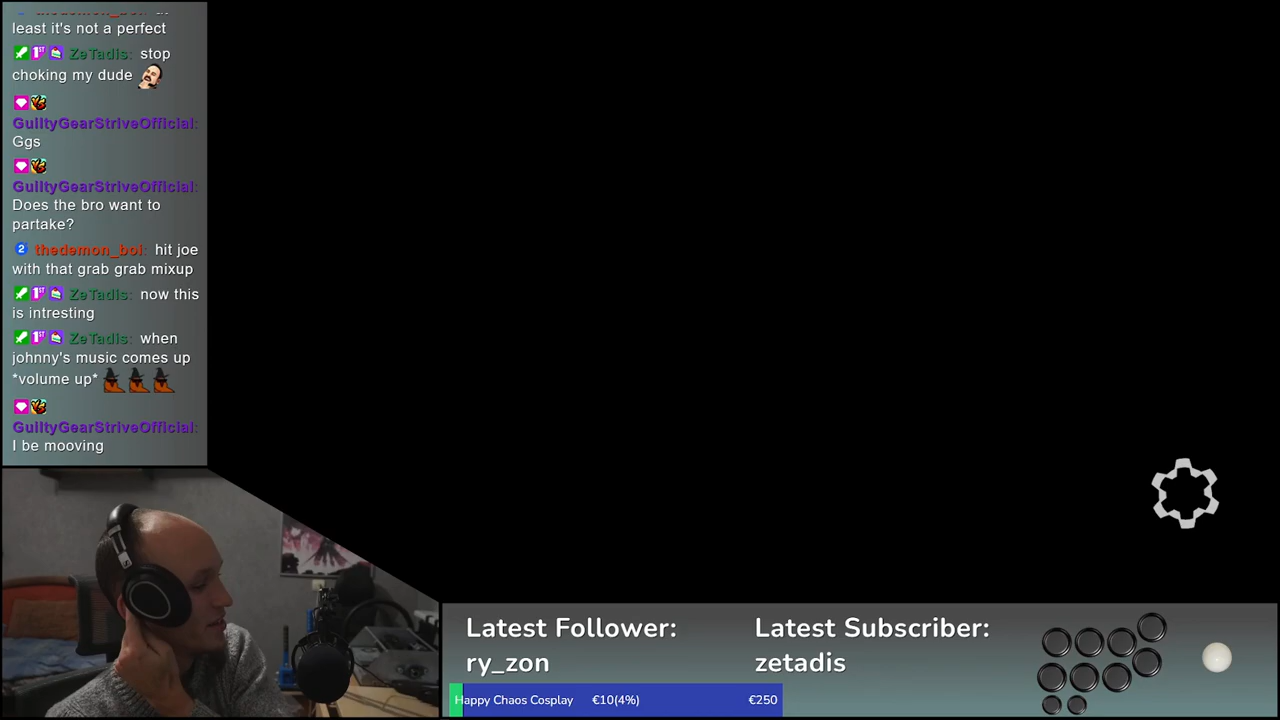 least it's not a perfect
ZeTadis: stop
choking my dude
GuiltyGearStriveOfficial:
Ggs
GuiltyGearStriveOfficial:
Does the bro want to
partake?
2 thedemon_boi: hit joe
with that grab grab mixup
1ST ZeTadis: now this
is intresting
1ST ZeTadis: when
johnny's music comes up
*volume up*
GuiltyGearStriveOfficial:
I be mooving
Latest Follower:
ry_zon
Latest Subscriber:
zetadis
Happy Chaos Cosplay €10(4%) €250